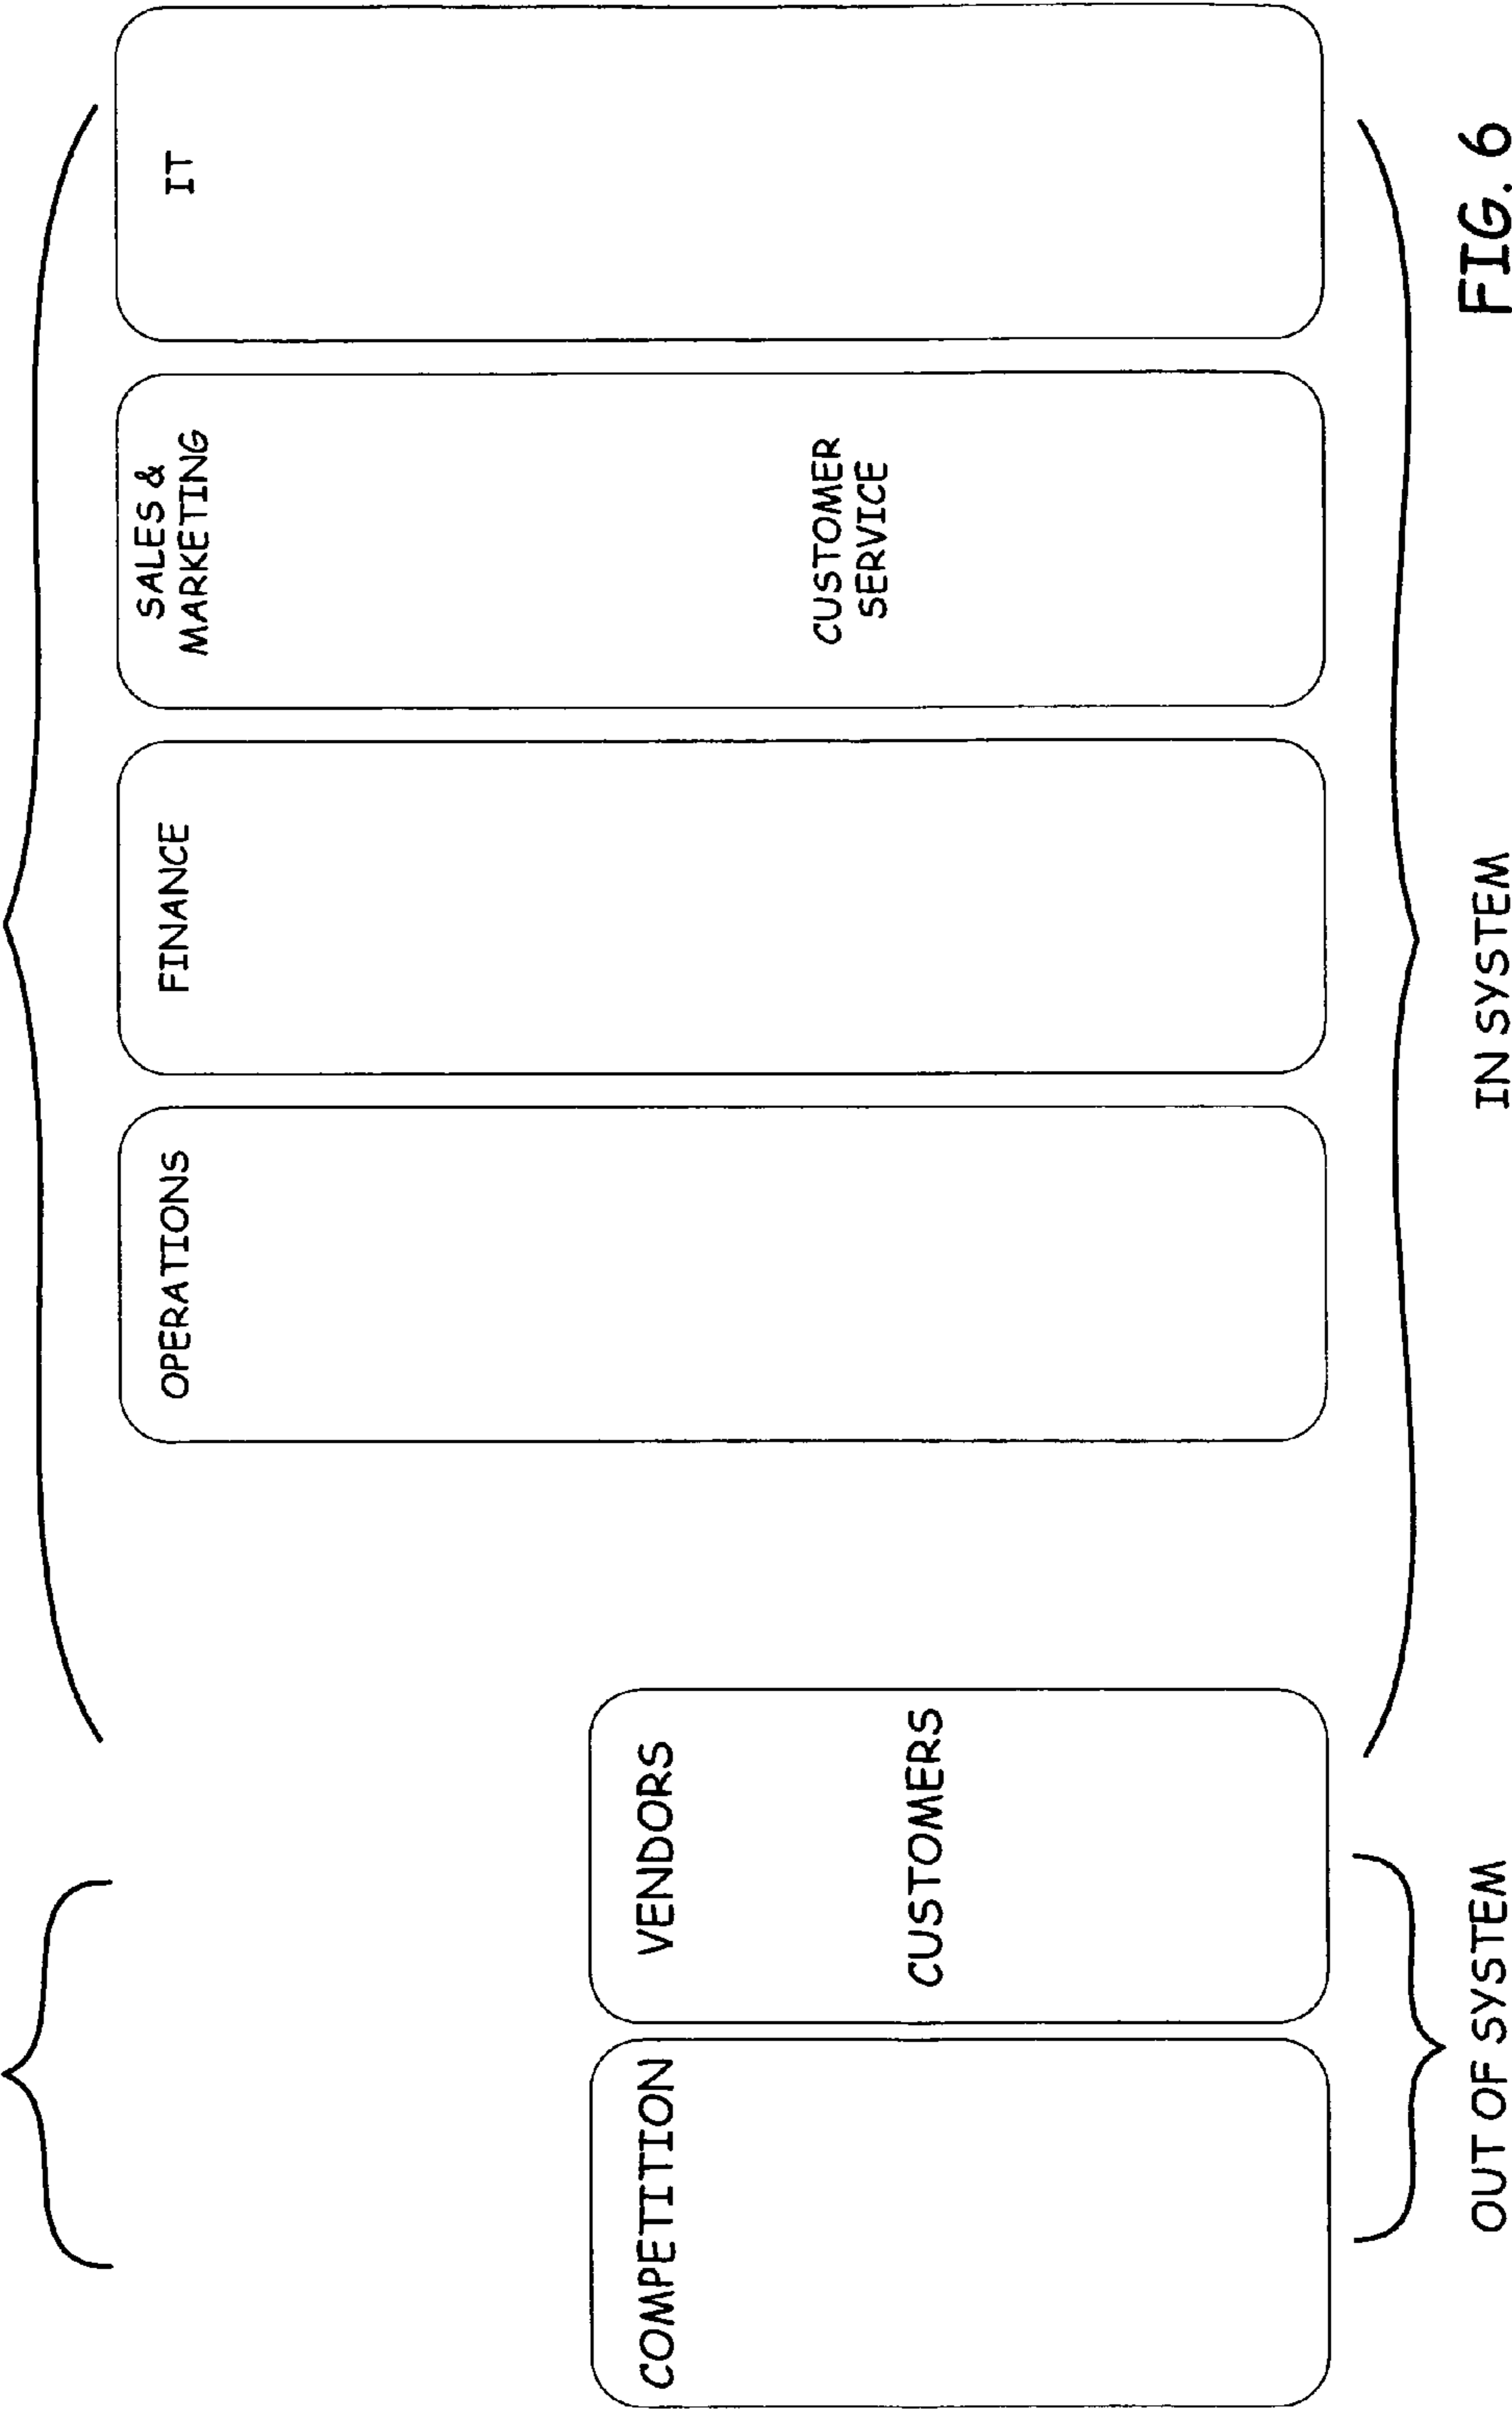 COMPETITION
VENDORS
CUSTOMERS
OPERATIONS
FINANCE
SALES &
MARKETING
CUSTOMER
SERVICE
IT
OUT OF SYSTEM
IN SYSTEM
FIG. 6